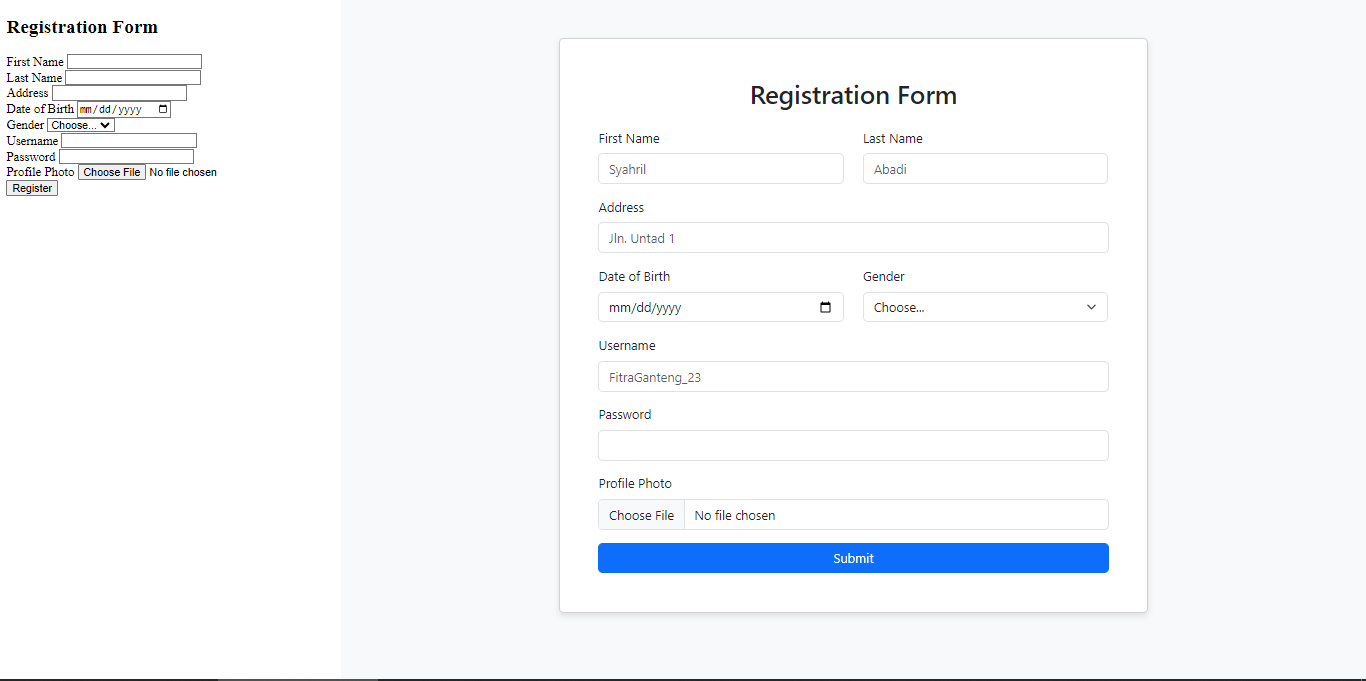 Registration Form
First Name
Last Name
Address
Date of Birth mm/dd/yyyy
Gender Choose...
Username
Password
Profile Photo Choose File No file chosen
Register
Registration Form
First Name Last Name
Syahril Abadi
Address
Jln. Untad 1
Date of Birth Gender
mm/dd/yyyy Choose...
Username
FitraGanteng_23
Password
Profile Photo
Choose File No file chosen
Submit